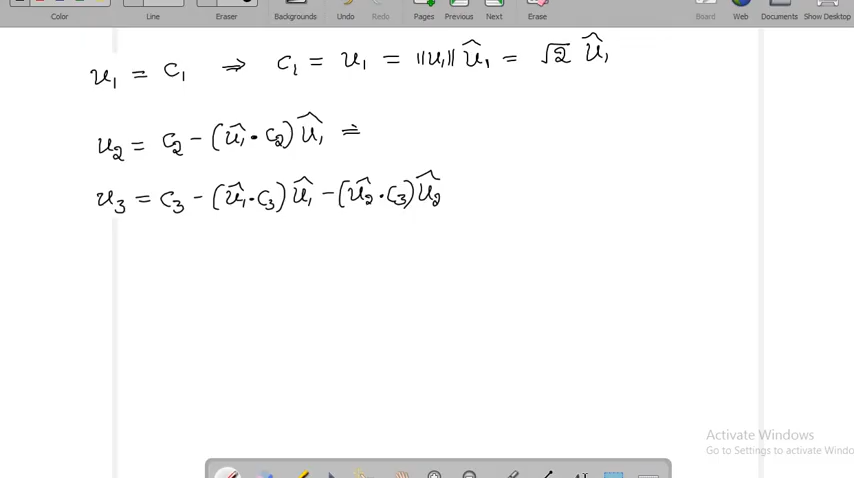 Color Line Eraser Backgrounds Undo Redo Pages Previous Next Erase Board Web Documents Show Desktop
u₁ = c₁ ⇒ c₁ = u₁ = ||u₁|| û₁ = √2 û₁
u₂ = c₂ − (û₁ · c₂) û₁ ⇒
u₃ = c₃ − (û₁ · c₃) û₁ − (û₂ · c₃) û₂
Activate Windows
Go to Settings to activate Windo